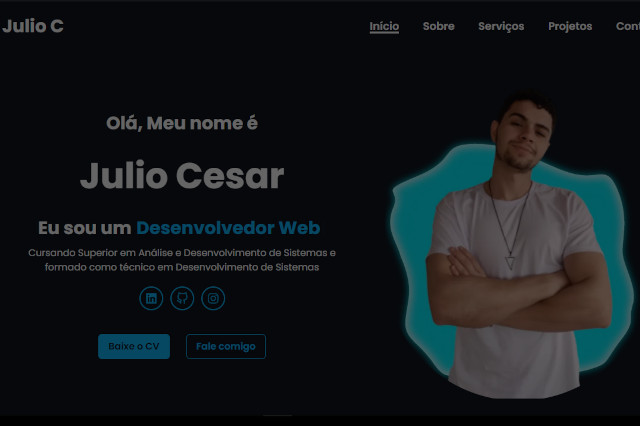 Julio C
Início Sobre Serviços Projetos Cont
Olá, Meu nome é
Julio Cesar
Eu sou um Desenvolvedor Web
Cursando Superior em Análise e Desenvolvimento de Sistemas e
formado como técnico em Desenvolvimento de Sistemas
Baixe o CV Fale comigo